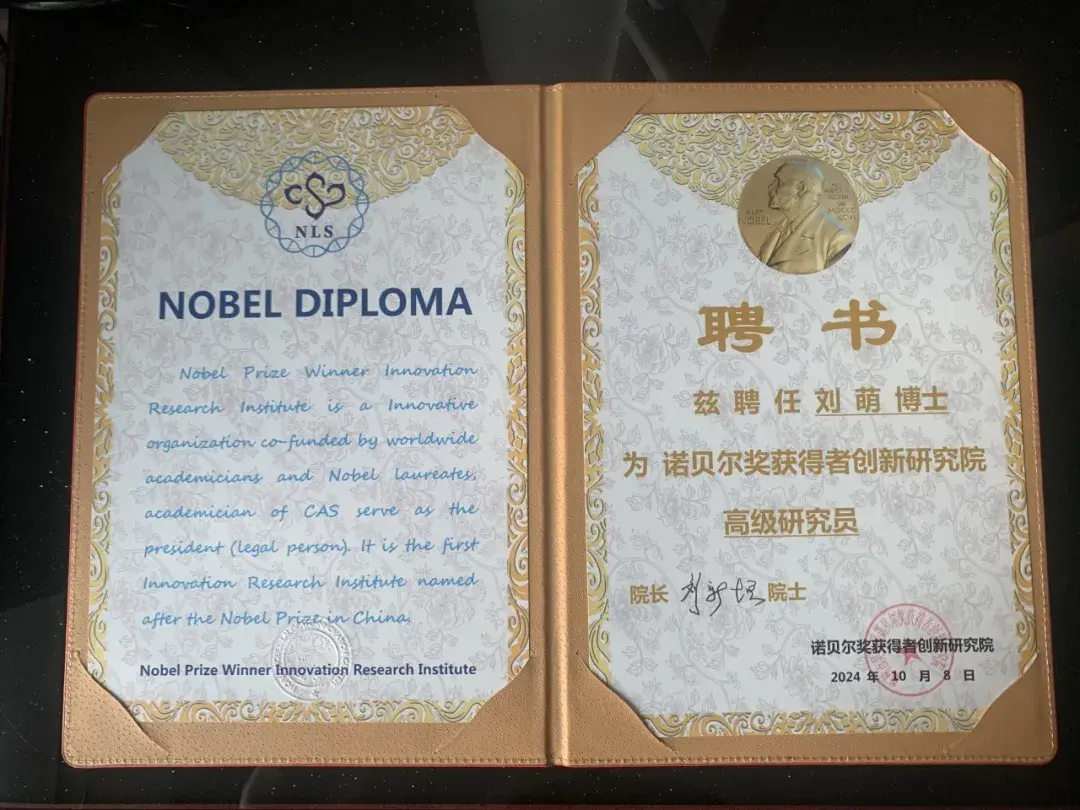 NLS
NOBEL DIPLOMA
Nobel Prize Winner Innovation
Research Institute is a Innovative
organization co-funded by worldwide
academicians and Nobel laureates,
academician of CAS serve as the
president (legal person). It is the first
Innovation Research Institute named
after the Nobel Prize in China.
Nobel Prize Winner Innovation Research Institute
聘 书
兹 聘 任 刘 萌 博士
为 诺贝尔奖获得者创新研究院
高级研究员
院长 院士
诺贝尔奖获得者创新研究院
2024 年 10 月 8 日